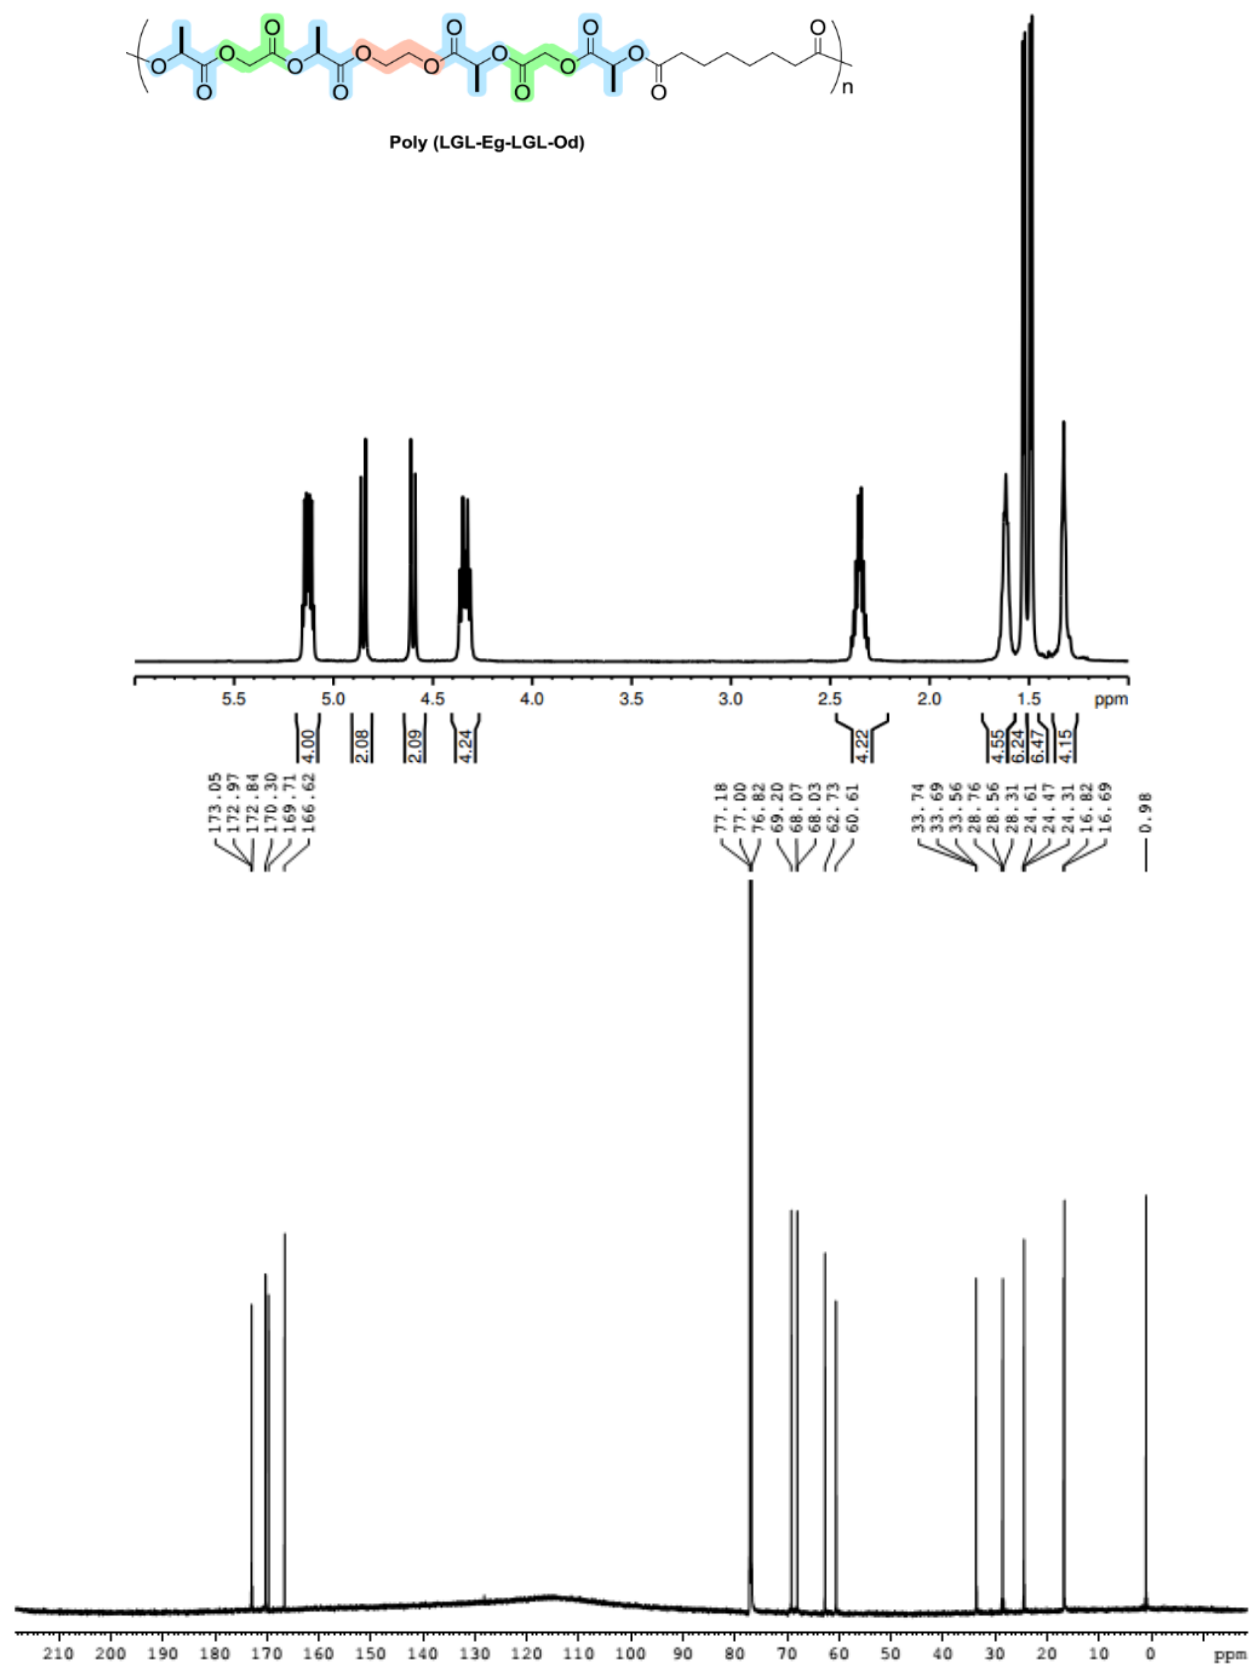 O O O O
O O O O O O O O n
O O O O
Poly (LGL-Eg-LGL-Od)
5.5 5.0 4.5 4.0 3.5 3.0 2.5 2.0 1.5 ppm
4.00 2.08 2.09 4.24 4.22 4.55 6.24 6.47 4.15
173.05 172.97 172.84 170.30 169.71 166.62 77.18 77.00 76.82 69.20 68.07 68.03 62.73 60.61 33.74 33.69 33.56 28.76 28.56 28.31 24.61 24.47 24.31 16.82 16.69 0.98
210 200 190 180 170 160 150 140 130 120 110 100 90 80 70 60 50 40 30 20 10 0 ppm